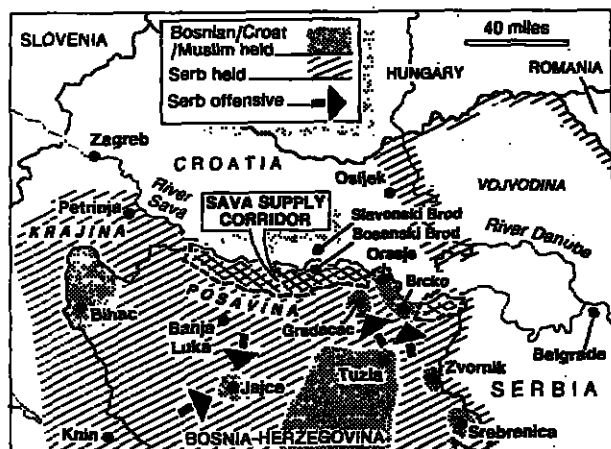 SLOVENIA
Bosnian/Croat
/Muslim held
Serb held
Serb offensive
40 miles
HUNGARY
ROMANIA
Zagreb
CROATIA
Osijek
VOJVODINA
River
Sava
SAVA SUPPLY
CORRIDOR
Petrinja
KRAJINA
Slavonski Brod
Bosanski Brod
Orasje
River Danube
POSAVINA
Brcko
Bihac
Banja
Luka
Gradacac
Belgrade
Jajce
Tuzla
Zvornik
SERBIA
Knin
BOSNIA-HERZEGOVINA
Srebrenica